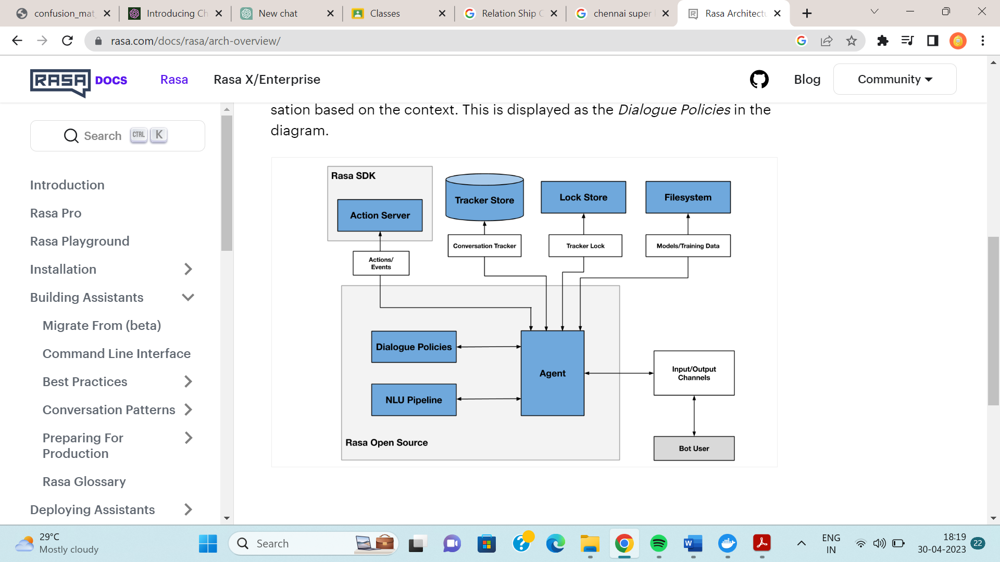 confusion_mat
Introducing Ch
New chat
Classes
Relation Ship C
chennai super
Rasa Architectu
rasa.com/docs/rasa/arch-overview/
RASA DOCS
Rasa
Rasa X/Enterprise
Blog
Community
Search CTRL K
Introduction
Rasa Pro
Rasa Playground
Installation
Building Assistants
Migrate From (beta)
Command Line Interface
Best Practices
Conversation Patterns
Preparing For
Production
Rasa Glossary
Deploying Assistants
sation based on the context. This is displayed as the Dialogue Policies in the
diagram.
Rasa SDK
Action Server
Tracker Store
Lock Store
Filesystem
Actions/
Events
Conversation Tracker
Tracker Lock
Models/Training Data
Dialogue Policies
NLU Pipeline
Agent
Rasa Open Source
Input/Output
Channels
Bot User
29°C
Mostly cloudy
Search
W
ENG
IN
18:19
30-04-2023
22